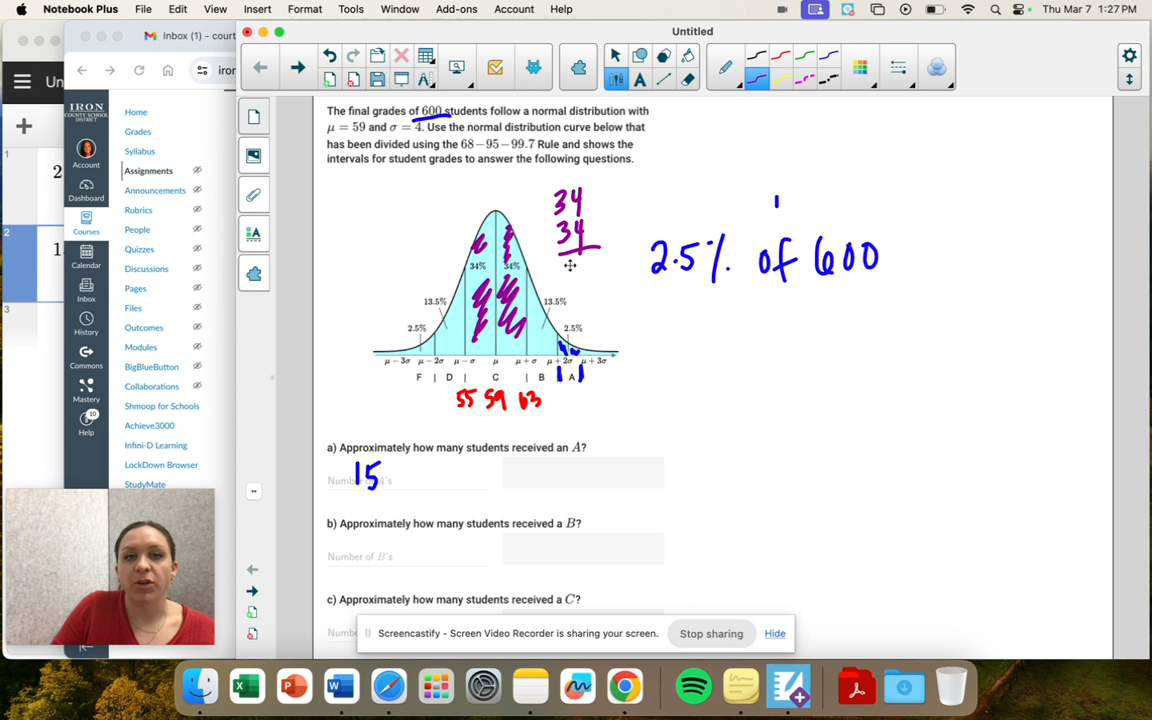 Notebook Plus File Edit View Insert Format Tools Window Add-ons Account Help Thu Mar 7 1:27 PM
Untitled
Inbox (1) - court
Un
iron
IRON
COUNTY SCHOOL
DISTRICT
Account
Dashboard
Courses
Calendar
Inbox
History
Commons
Mastery
10
Help
Home
Grades
Syllabus
Assignments
Announcements
Rubrics
People
Quizzes
Discussions
Pages
Files
Outcomes
Modules
BigBlueButton
Collaborations
Shmoop for Schools
Achieve3000
Infini-D Learning
LockDown Browser
StudyMate
1
2
2
1
3
The final grades of 600 students follow a normal distribution with
μ = 59 and σ = 4. Use the normal distribution curve below that
has been divided using the 68 – 95 – 99.7 Rule and shows the
intervals for student grades to answer the following questions.
34
34
2.5% of 600
34% 34%
13.5% 13.5%
2.5% 2.5%
μ – 3σ μ – 2σ μ – σ μ μ + σ μ + 2σ μ + 3σ
F | D | C | B | A
55 59 63
a) Approximately how many students received an A?
15
b) Approximately how many students received a B?
Number of B's
c) Approximately how many students received a C?
Screencastify - Screen Video Recorder is sharing your screen. Stop sharing Hide